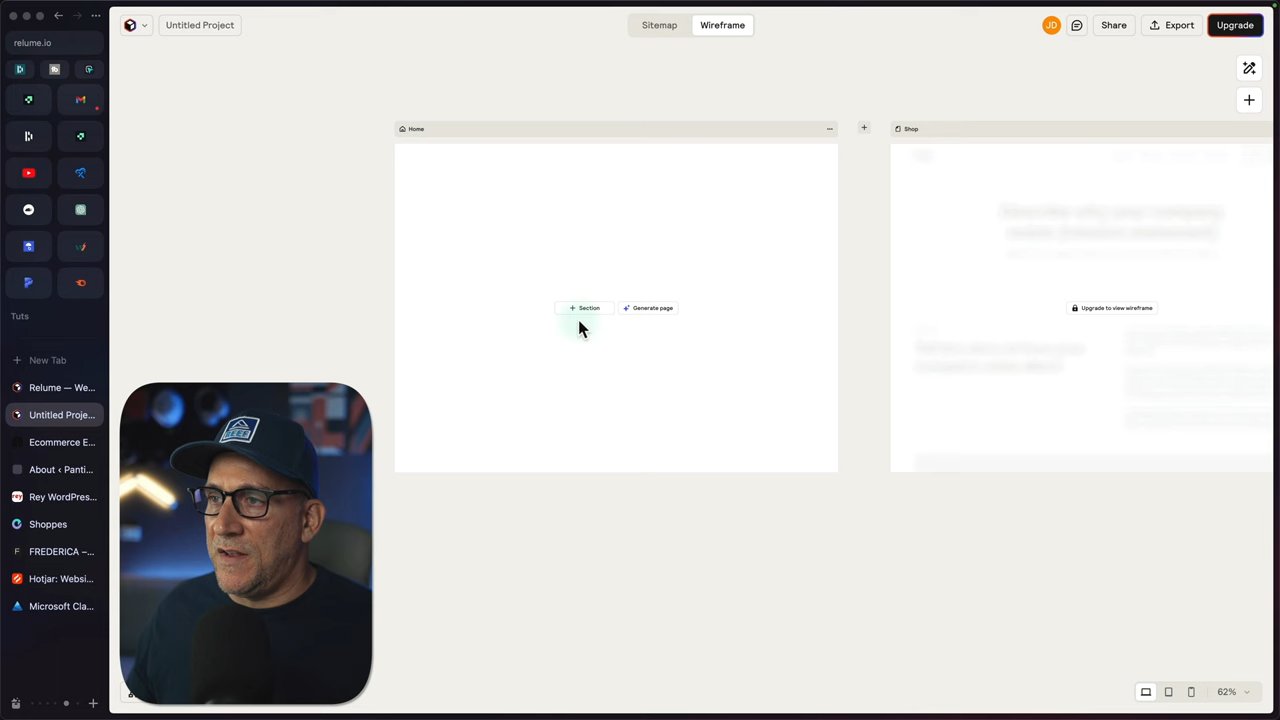 relume.io
Untitled Project
Sitemap
Wireframe
JD
Share
Export
Upgrade
Home
Shop
Section
Generate page
Upgrade to view wireframe
Tuts
New Tab
Relume — We...
Untitled Proje...
Ecommerce E...
About ‹ Panti...
Rey WordPres...
Shoppes
FREDERICA –...
Hotjar: Websi...
Microsoft Cla...
REEF
62%